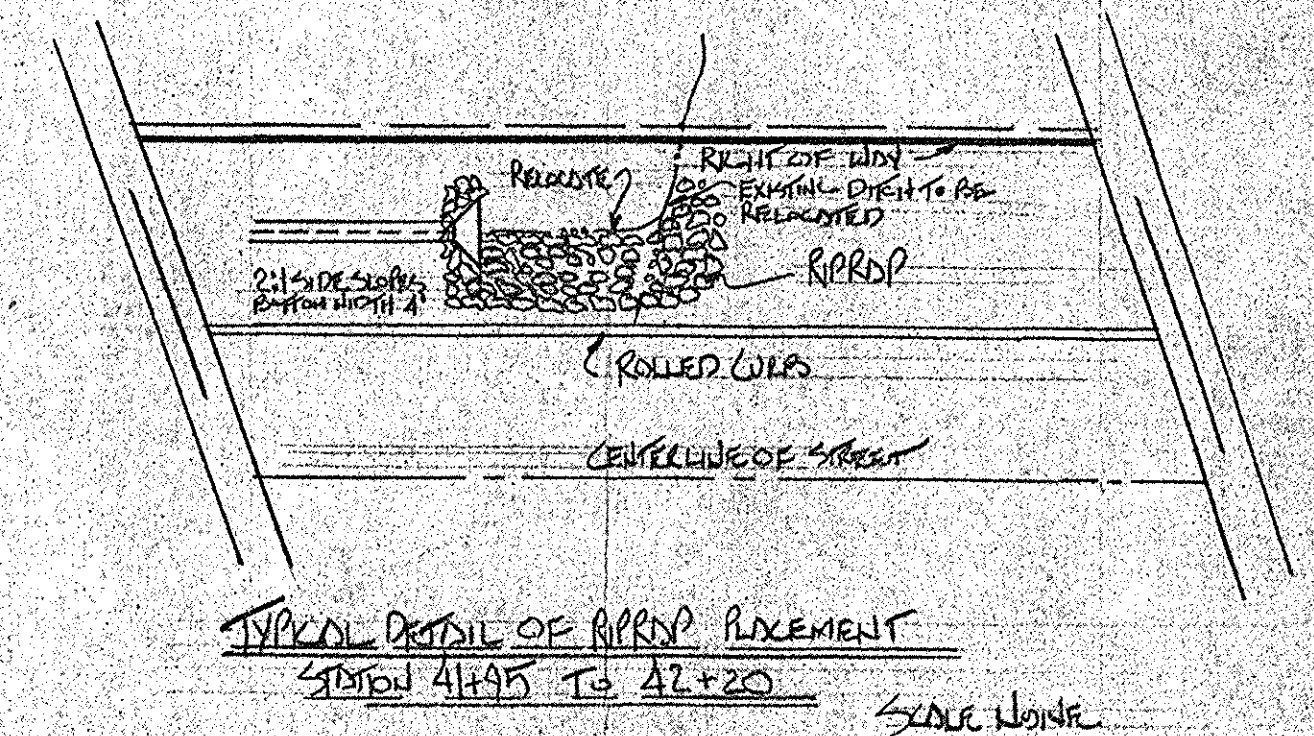 RELOCATE
RIGHT OF WAY
EXISTING DITCH TO BE
RELOCATED
RIPRAP
2:1 SIDE SLOPES
BOTTOM WIDTH 4'
ROLLED CURB
CENTERLINE OF STREET
TYPICAL DETAIL OF RIPRAP PLACEMENT
STATION 41+95 TO 42+20
SCALE NONE